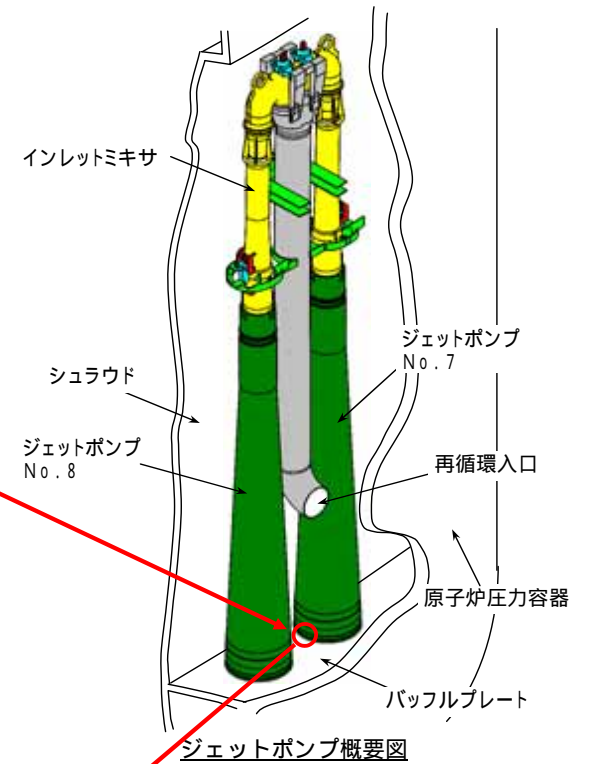 インレットミキサ
ジェットポンプ
No.7
シュラウド
ジェットポンプ
No.8
再循環入口
原子炉圧力容器
バッフルプレート
ジェットポンプ概要図